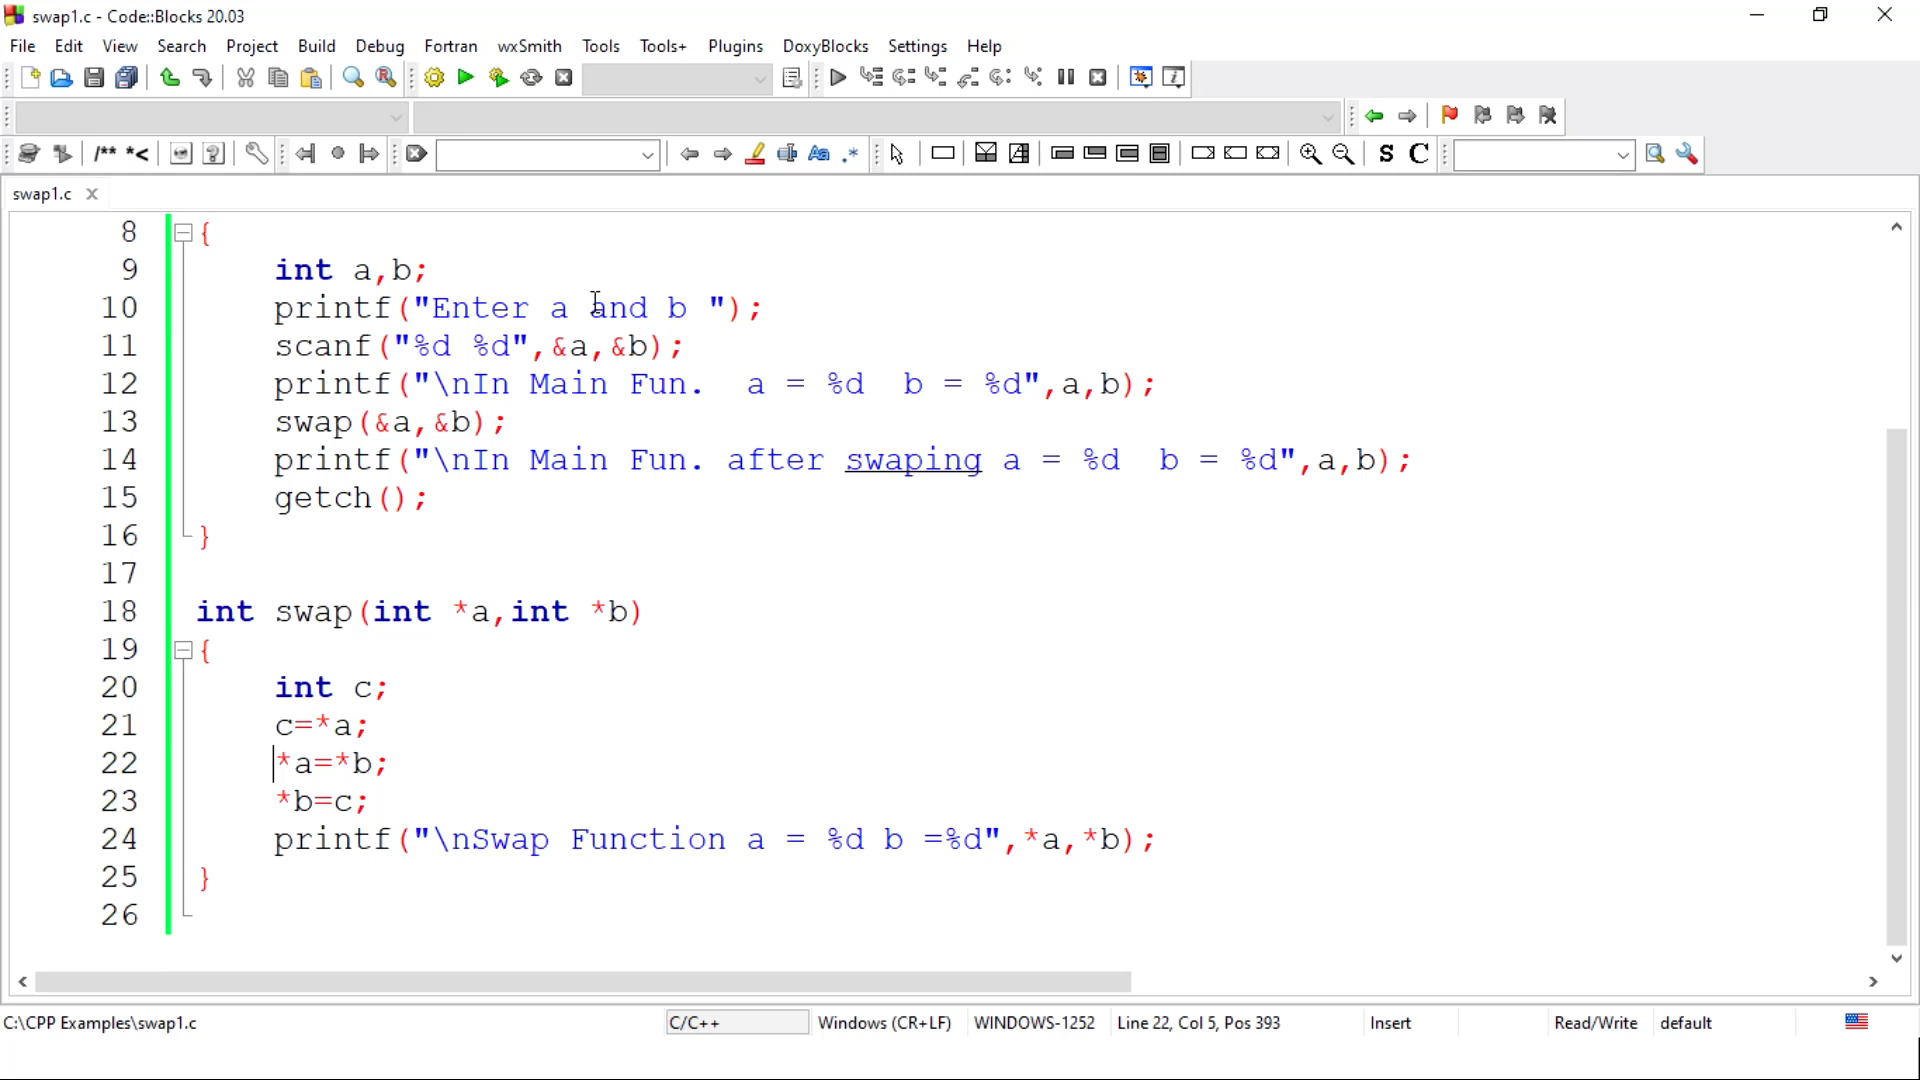 swap1.c - Code::Blocks 20.03
File Edit View Search Project Build Debug Fortran wxSmith Tools Tools+ Plugins DoxyBlocks Settings Help
/** *< Aa .* S C
swap1.c
8 {
9 int a,b;
10 printf("Enter a and b ");
11 scanf("%d %d",&a,&b);
12 printf("\nIn Main Fun.  a = %d  b = %d",a,b);
13 swap(&a,&b);
14 printf("\nIn Main Fun. after swaping a = %d  b = %d",a,b);
15 getch();
16 }
17
18 int swap(int *a,int *b)
19 {
20 int c;
21 c=*a;
22 *a=*b;
23 *b=c;
24 printf("\nSwap Function a = %d b =%d",*a,*b);
25 }
26
C:\CPP Examples\swap1.c C/C++ Windows (CR+LF) WINDOWS-1252 Line 22, Col 5, Pos 393 Insert Read/Write default